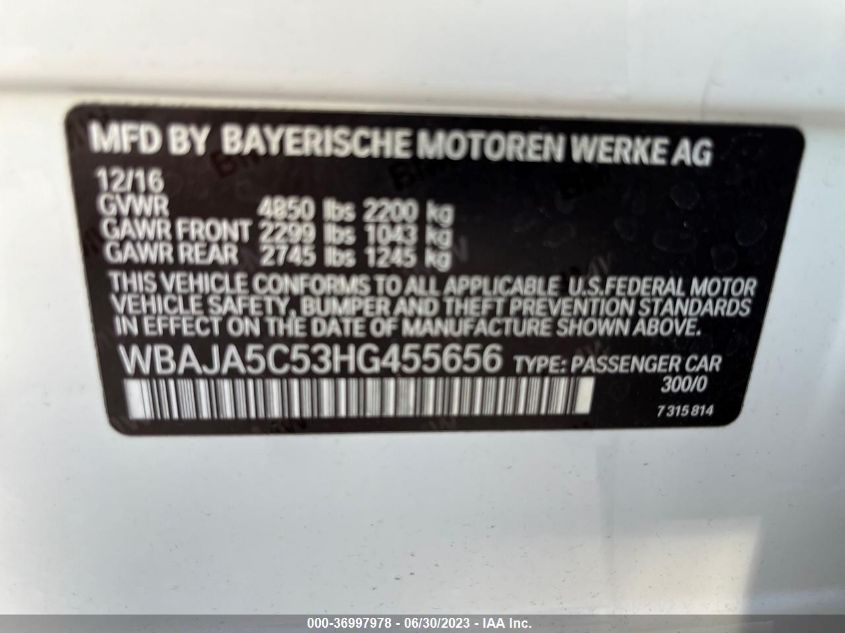 MFD BY BAYERISCHE MOTOREN WERKE AG
12/16
GVWR 4850 lbs 2200 kg
GAWR FRONT 2299 lbs 1043 kg
GAWR REAR 2745 lbs 1245 kg
THIS VEHICLE CONFORMS TO ALL APPLICABLE U.S.FEDERAL MOTOR
VEHICLE SAFETY, BUMPER AND THEFT PREVENTION STANDARDS
IN EFFECT ON THE DATE OF MANUFACTURE SHOWN ABOVE.
WBAJA5C53HG455656 TYPE: PASSENGER CAR
300/0
7 315 814
000-36997978 - 06/30/2023 - IAA Inc.